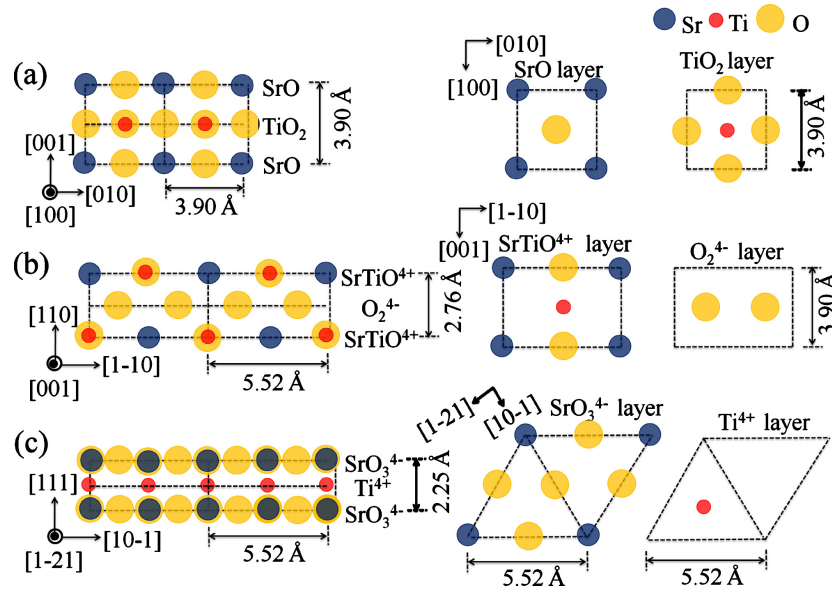 Sr Ti O
(a)
SrO
TiO2
SrO
3.90 Å
[001]
[010]
[100]
3.90 Å
[010]
[100]
SrO layer
TiO2 layer
3.90 Å
(b)
SrTiO⁴⁺
O₂⁴⁻
SrTiO⁴⁺
2.76 Å
[110]
[1-10]
[001]
5.52 Å
[1-10]
[001]
SrTiO⁴⁺ layer
O₂⁴⁻ layer
3.90 Å
(c)
SrO₃⁴⁻
Ti⁴⁺
SrO₃⁴⁻
2.25 Å
[111]
[10-1]
[1-21]
5.52 Å
[1-21]
[10-1]
SrO₃⁴⁻ layer
Ti⁴⁺ layer
5.52 Å
5.52 Å